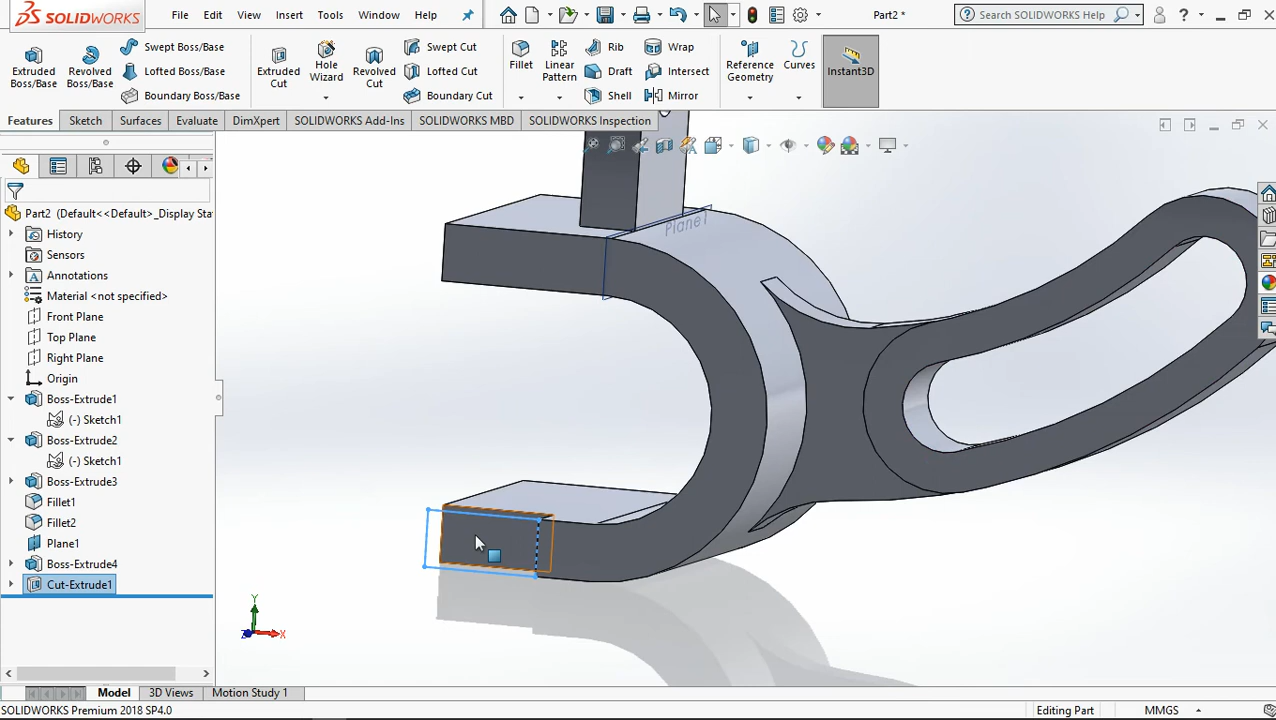 SOLIDWORKS
File Edit View Insert Tools Window Help
Part2 *
Search SOLIDWORKS Help
?
Extruded Boss/Base
Revolved Boss/Base
Swept Boss/Base
Lofted Boss/Base
Boundary Boss/Base
Extruded Cut
Hole Wizard
Revolved Cut
Swept Cut
Lofted Cut
Boundary Cut
Fillet
Linear Pattern
Rib
Draft
Shell
Wrap
Intersect
Mirror
Reference Geometry
Curves
Instant3D
Features Sketch Surfaces Evaluate DimXpert SOLIDWORKS Add-Ins SOLIDWORKS MBD SOLIDWORKS Inspection
Part2 (Default<<Default>_Display Sta
History
Sensors
Annotations
Material <not specified>
Front Plane
Top Plane
Right Plane
Origin
Boss-Extrude1
(-) Sketch1
Boss-Extrude2
(-) Sketch1
Boss-Extrude3
Fillet1
Fillet2
Plane1
Boss-Extrude4
Cut-Extrude1
Plane1
Y
X
Z
Model 3D Views Motion Study 1
SOLIDWORKS Premium 2018 SP4.0
Editing Part
MMGS